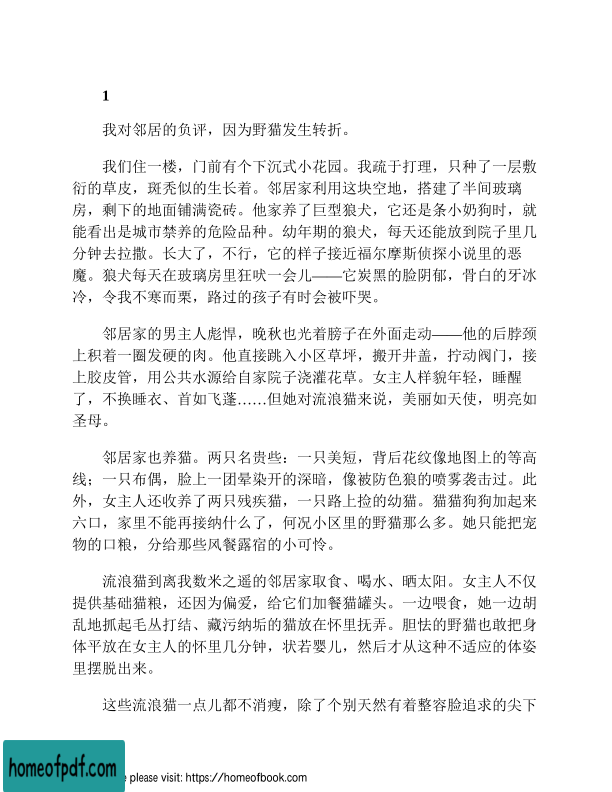 1
我对邻居的负评，因为野猫发生转折。
我们住一楼，门前有个下沉式小花园。我疏于打理，只种了一层敷
衍的草皮，斑秃似的生长着。邻居家利用这块空地，搭建了半间玻璃
房，剩下的地面铺满瓷砖。他家养了巨型狼犬，它还是条小奶狗时，就
能看出是城市禁养的危险品种。幼年期的狼犬，每天还能放到院子里几
分钟去拉撒。长大了，不行，它的样子接近福尔摩斯侦探小说里的恶
魔。狼犬每天在玻璃房里狂吠一会儿——它炭黑的脸阴郁，骨白的牙冰
冷，令我不寒而栗，路过的孩子有时会被吓哭。
邻居家的男主人彪悍，晚秋也光着膀子在外面走动——他的后脖颈
上积着一圈发硬的肉。他直接跳入小区草坪，搬开井盖，拧动阀门，接
上胶皮管，用公共水源给自家院子浇灌花草。女主人样貌年轻，睡醒
了，不换睡衣、首如飞蓬……但她对流浪猫来说，美丽如天使，明亮如
圣母。
邻居家也养猫。两只名贵些：一只美短，背后花纹像地图上的等高
线；一只布偶，脸上一团晕染开的深暗，像被防色狼的喷雾袭击过。此
外，女主人还收养了两只残疾猫，一只路上捡的幼猫。猫猫狗狗加起来
六口，家里不能再接纳什么了，何况小区里的野猫那么多。她只能把宠
物的口粮，分给那些风餐露宿的小可怜。
流浪猫到离我数米之遥的邻居家取食、喝水、晒太阳。女主人不仅
提供基础猫粮，还因为偏爱，给它们加餐猫罐头。一边喂食，她一边胡
乱地抓起毛丛打结、藏污纳垢的猫放在怀里抚弄。胆怯的野猫也敢把身
体平放在女主人的怀里几分钟，状若婴儿，然后才从这种不适应的体姿
里摆脱出来。
这些流浪猫一点儿都不消瘦，除了个别天然有着整容脸追求的尖下
homeofpdf.com
please visit: https://homeofbook.com